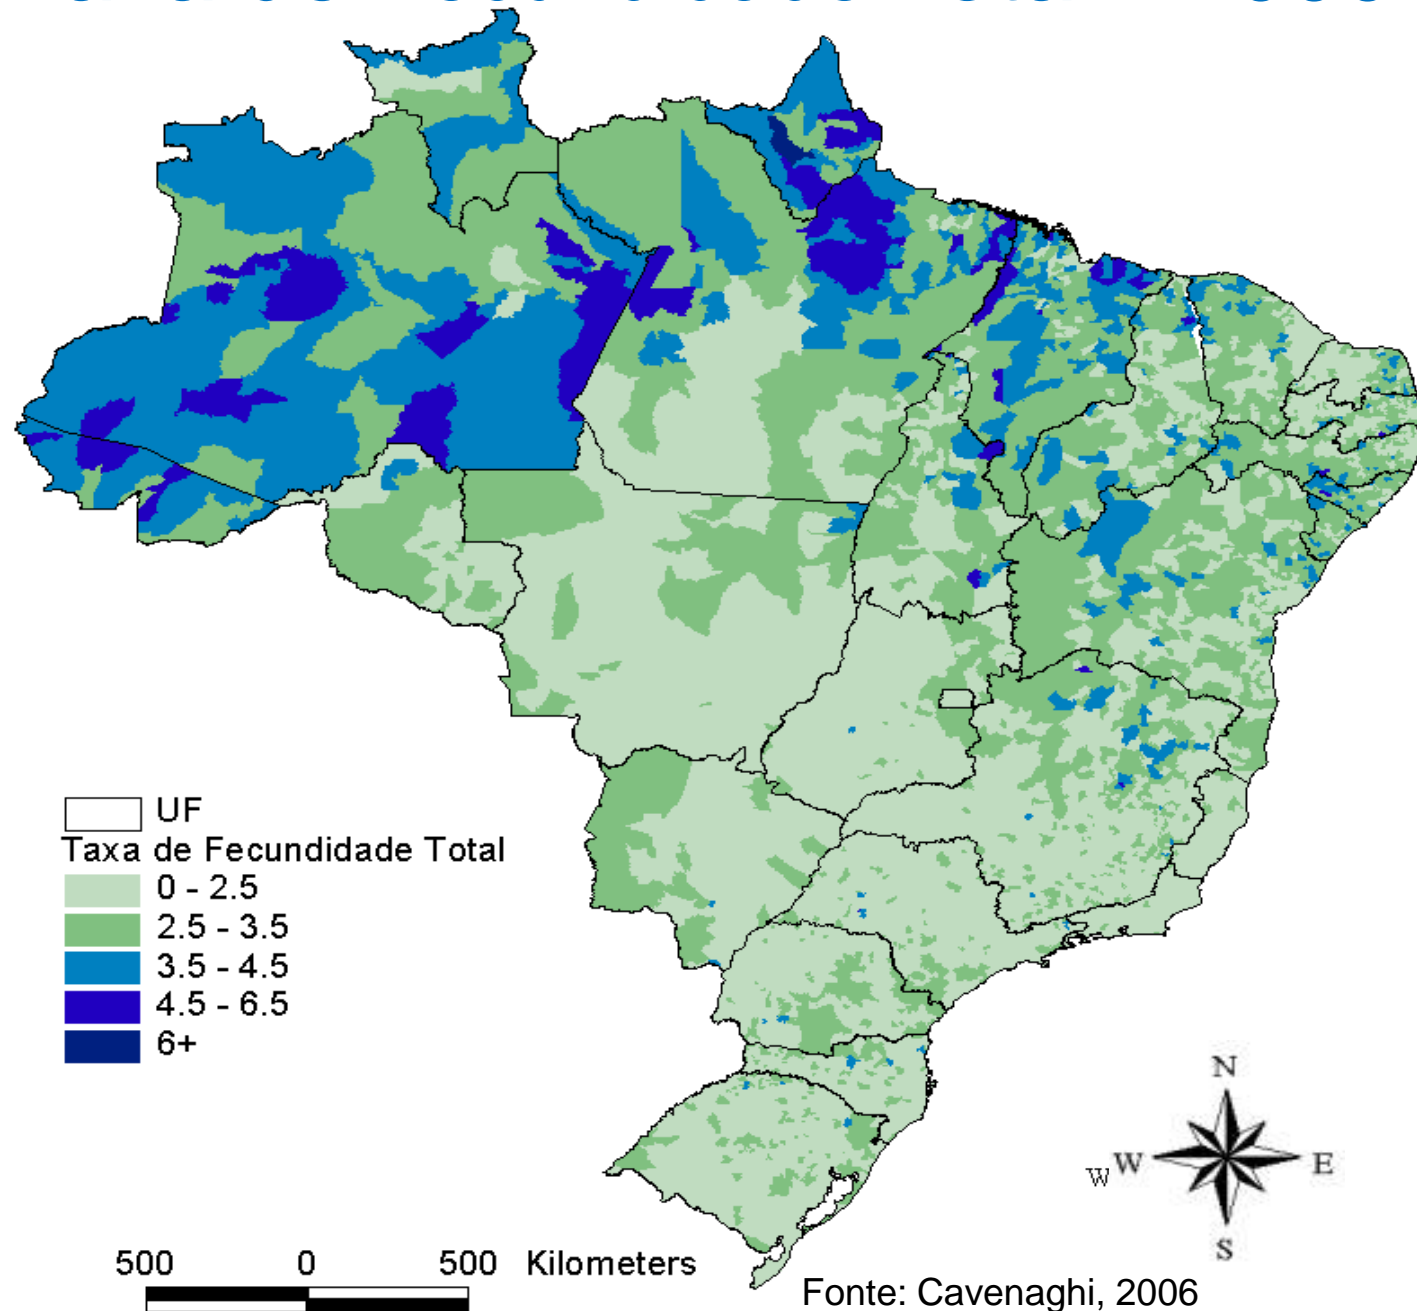 UF
Taxa de Fecundidade Total
0 - 2.5
2.5 - 3.5
3.5 - 4.5
4.5 - 6.5
6+
N
W W E
S
500 0 500 Kilometers
Fonte: Cavenaghi, 2006